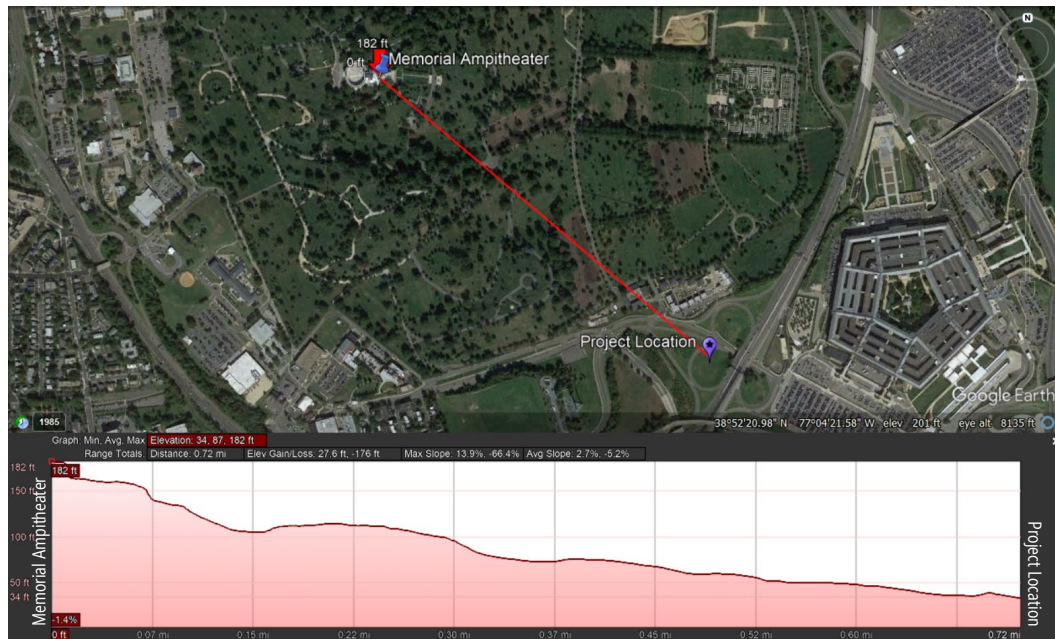 N
182 ft
0 ft
Memorial Ampitheater
Project Location
Google Earth
1985
38°52'20.98" N 77°04'21.58" W elev 201 ft eye alt 8135 ft
Graph: Min, Avg, Max Elevation: 34, 87, 182 ft
Range Totals: Distance: 0.72 mi Elev Gain/Loss: 27.6 ft, -176 ft Max Slope: 13.9%, -66.4% Avg Slope: 2.7%, -5.2%
182 ft
182 ft
150 ft
100 ft
50 ft
34 ft
-1.4%
Memorial Ampitheater
Project Location
0 ft 0.07 mi 0.15 mi 0.22 mi 0.30 mi 0.37 mi 0.45 mi 0.52 mi 0.60 mi 0.72 mi